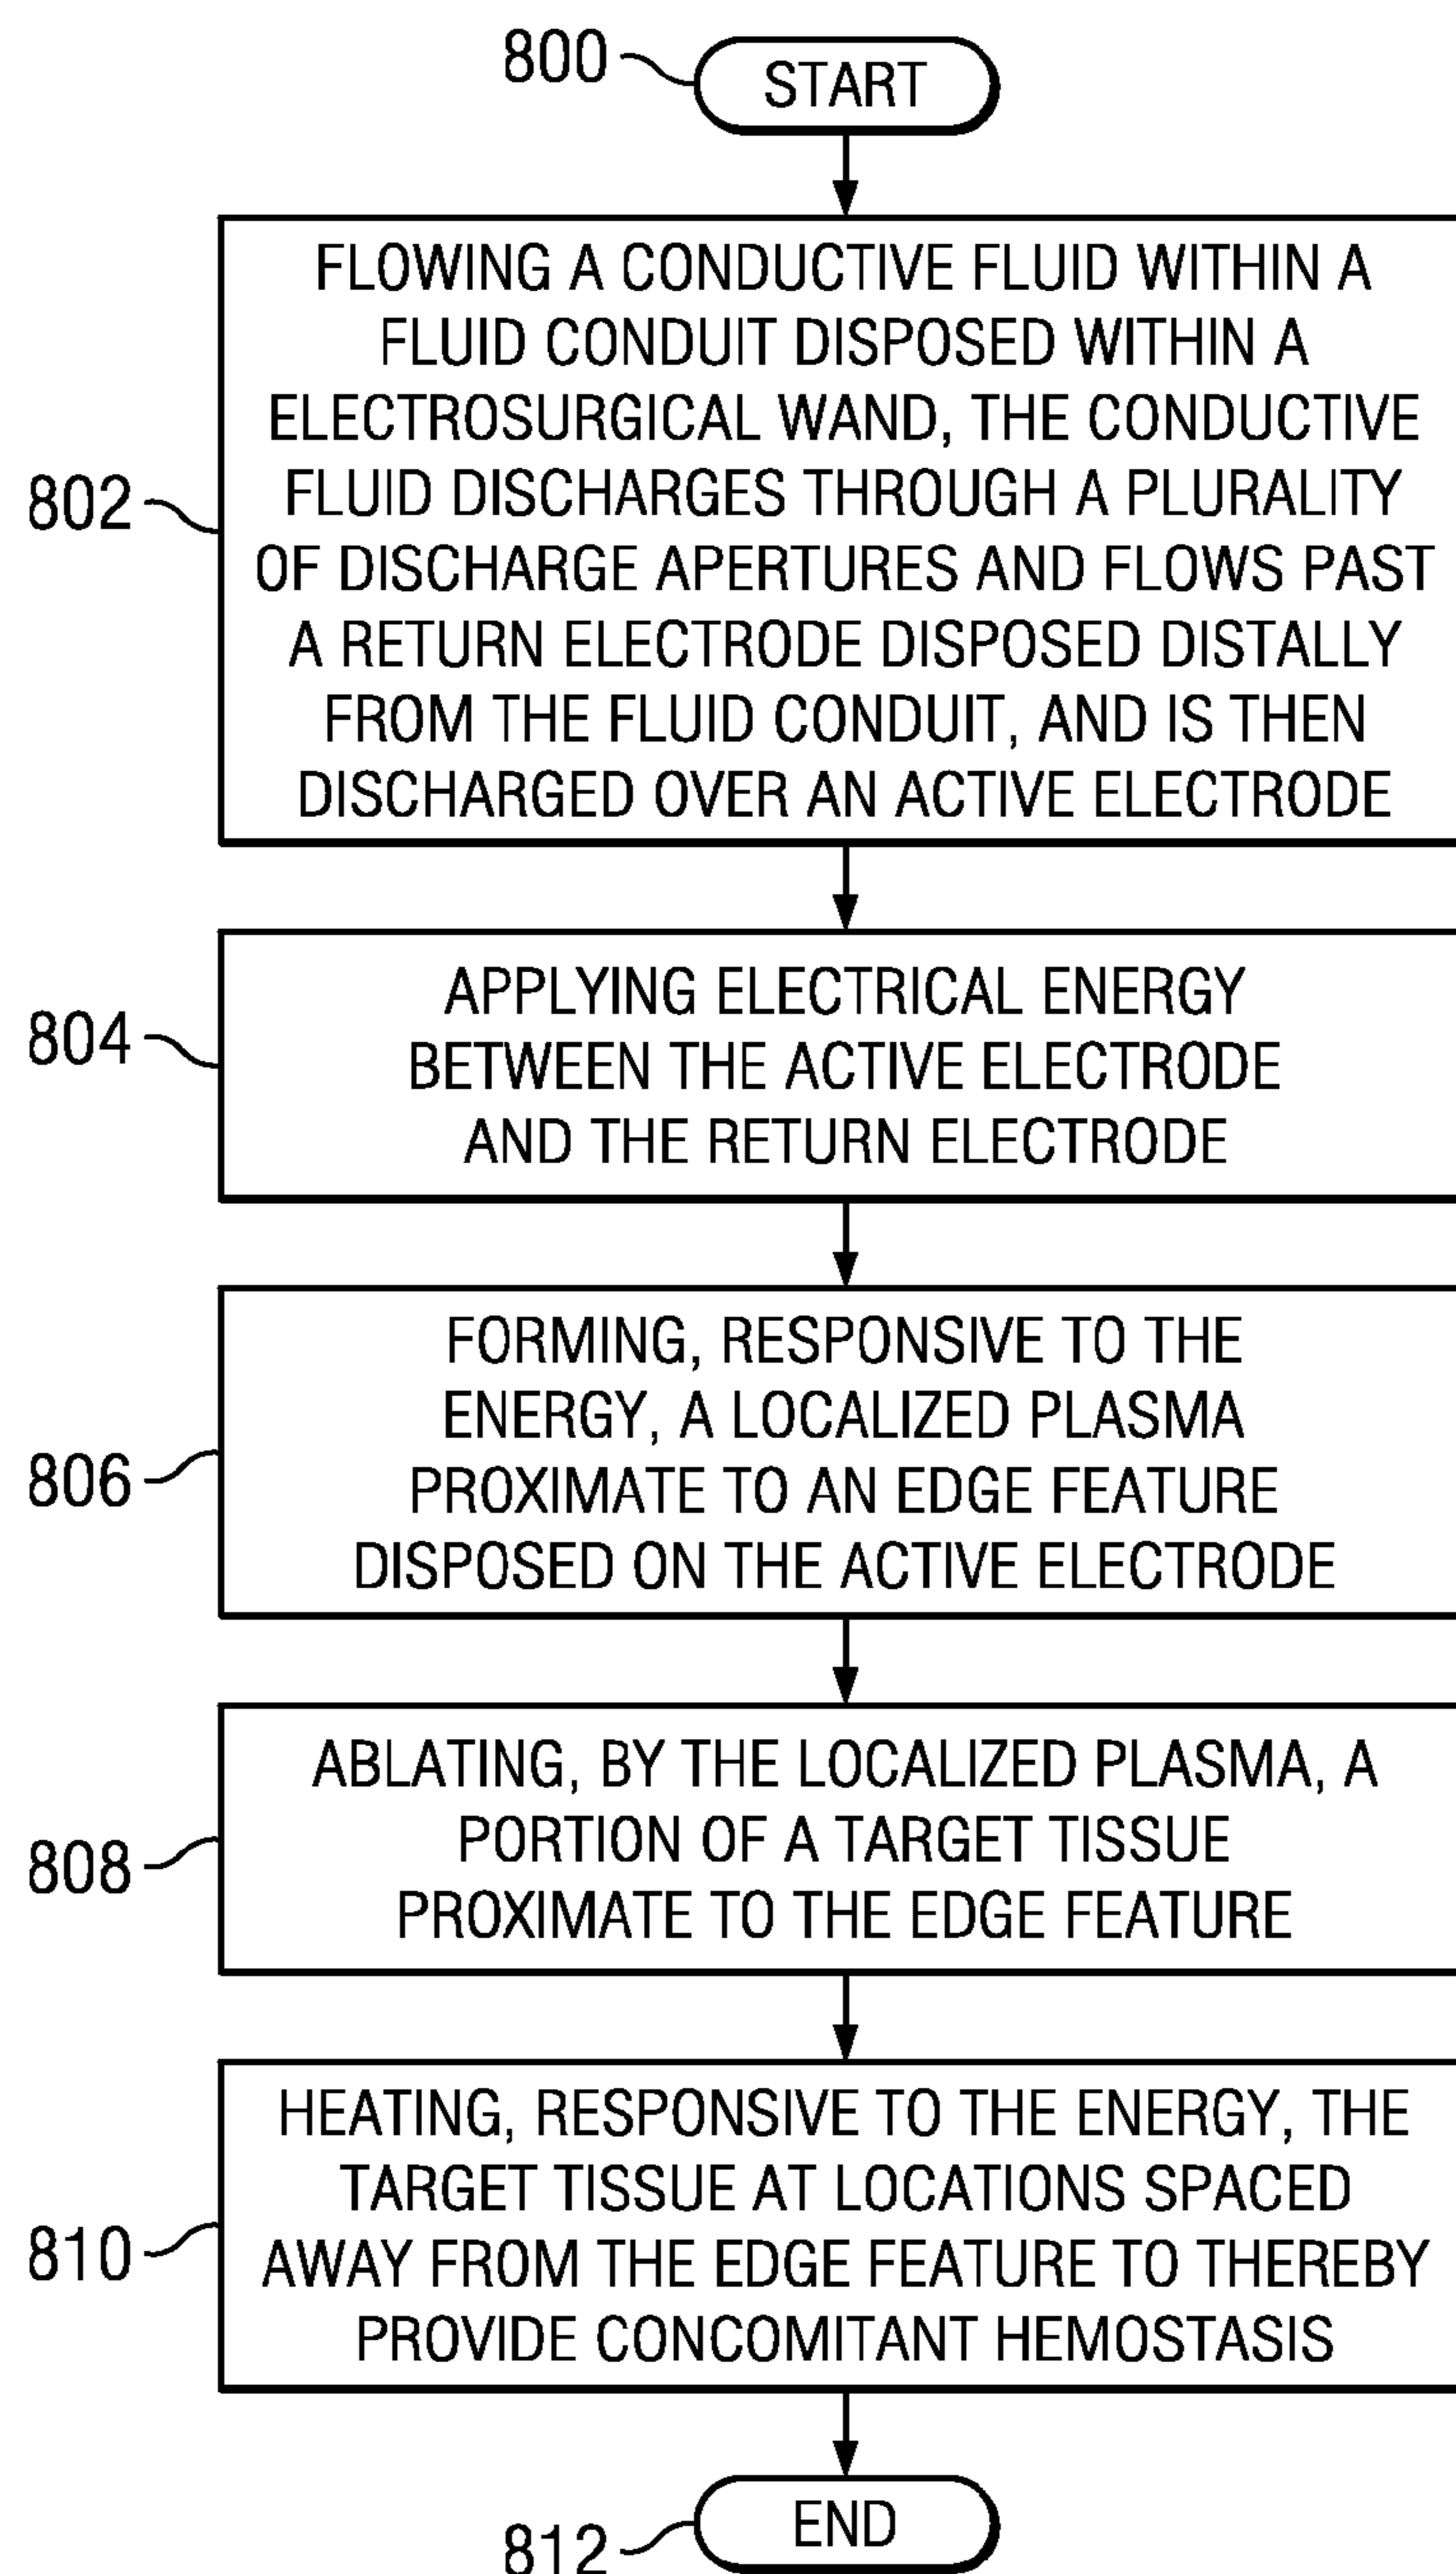 800
START
802
FLOWING A CONDUCTIVE FLUID WITHIN A
FLUID CONDUIT DISPOSED WITHIN A
ELECTROSURGICAL WAND, THE CONDUCTIVE
FLUID DISCHARGES THROUGH A PLURALITY
OF DISCHARGE APERTURES AND FLOWS PAST
A RETURN ELECTRODE DISPOSED DISTALLY
FROM THE FLUID CONDUIT, AND IS THEN
DISCHARGED OVER AN ACTIVE ELECTRODE
804
APPLYING ELECTRICAL ENERGY
BETWEEN THE ACTIVE ELECTRODE
AND THE RETURN ELECTRODE
806
FORMING, RESPONSIVE TO THE
ENERGY, A LOCALIZED PLASMA
PROXIMATE TO AN EDGE FEATURE
DISPOSED ON THE ACTIVE ELECTRODE
808
ABLATING, BY THE LOCALIZED PLASMA, A
PORTION OF A TARGET TISSUE
PROXIMATE TO THE EDGE FEATURE
810
HEATING, RESPONSIVE TO THE ENERGY, THE
TARGET TISSUE AT LOCATIONS SPACED
AWAY FROM THE EDGE FEATURE TO THEREBY
PROVIDE CONCOMITANT HEMOSTASIS
812
END